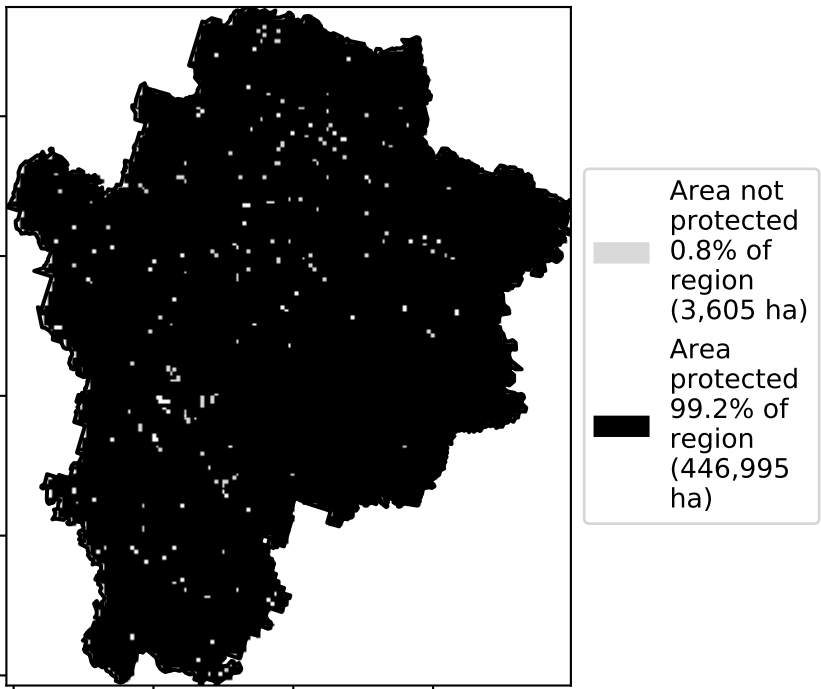 Area not
protected
0.8% of
region
(3,605 ha)
Area
protected
99.2% of
region
(446,995
ha)